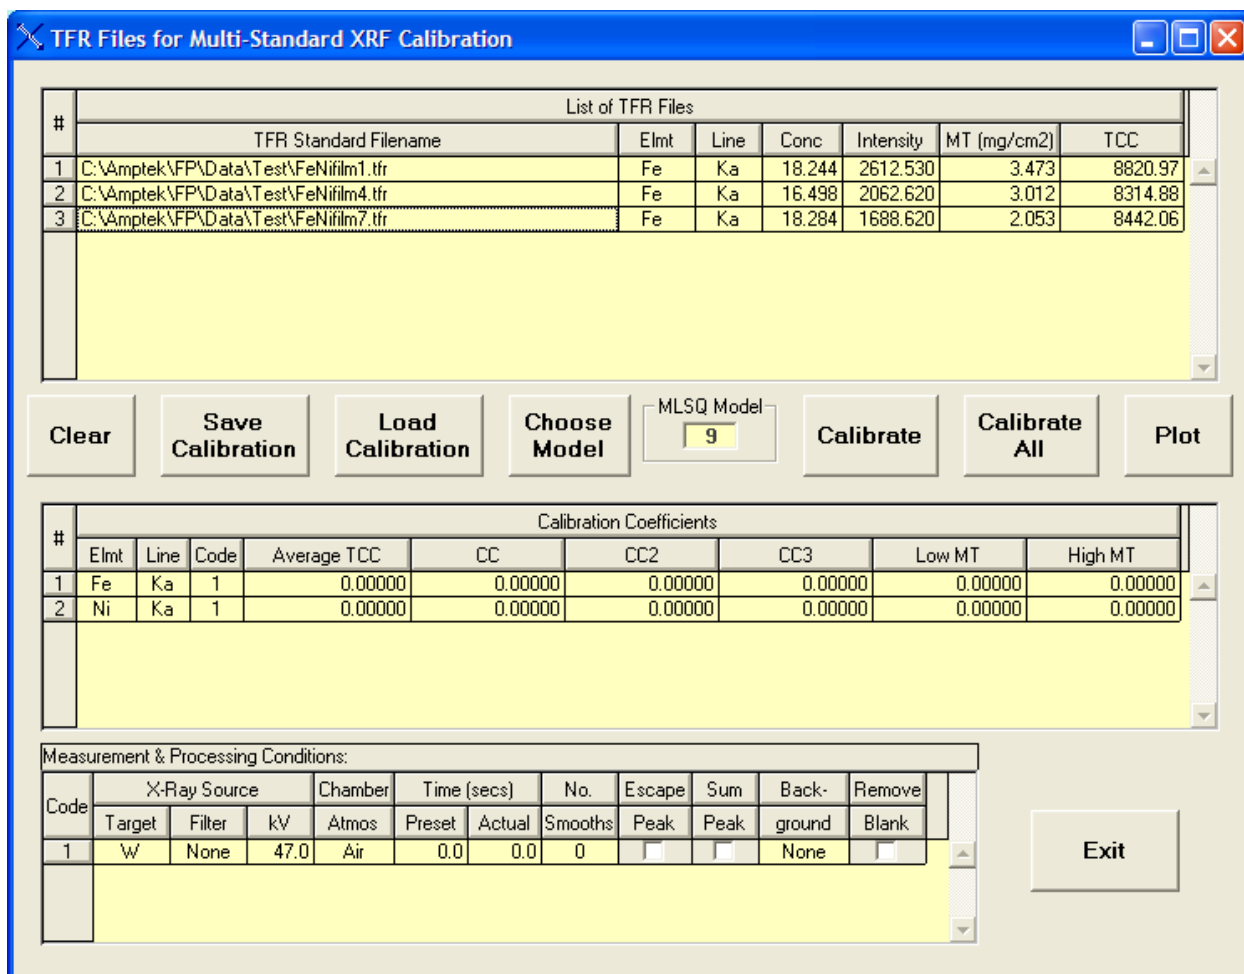 TFR Files for Multi-Standard XRF Calibration
# List of TFR Files
TFR Standard Filename Elmt Line Conc Intensity MT (mg/cm2) TCC
1 C:\Amptek\FP\Data\Test\FeNifilm1.tfr Fe Ka 18.244 2612.530 3.473 8820.97
2 C:\Amptek\FP\Data\Test\FeNifilm4.tfr Fe Ka 16.498 2062.620 3.012 8314.88
3 C:\Amptek\FP\Data\Test\FeNifilm7.tfr Fe Ka 18.284 1688.620 2.053 8442.06
Clear
Save
Calibration
Load
Calibration
Choose
Model
MLSQ Model
9
Calibrate
Calibrate
All
Plot
# Calibration Coefficients
Elmt Line Code Average TCC CC CC2 CC3 Low MT High MT
1 Fe Ka 1 0.00000 0.00000 0.00000 0.00000 0.00000 0.00000
2 Ni Ka 1 0.00000 0.00000 0.00000 0.00000 0.00000 0.00000
Measurement & Processing Conditions:
Code X-Ray Source Chamber Time (secs) No. Escape Sum Back- Remove
Target Filter kV Atmos Preset Actual Smooths Peak Peak ground Blank
1 W None 47.0 Air 0.0 0.0 0 None
Exit